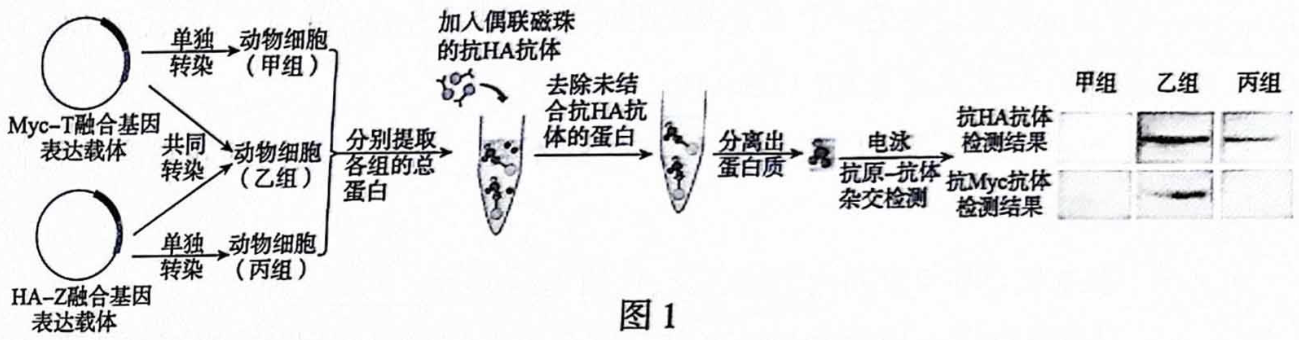 Myc-T融合基因
表达载体
HA-Z融合基因
表达载体
单独
转染
共同
转染
单独
转染
动物细胞
（甲组）
动物细胞
（乙组）
动物细胞
（丙组）
分别提取
各组的总
蛋白
加入偶联磁珠
的抗HA抗体
去除未结
合抗HA抗
体的蛋白
分离出
蛋白质
电泳
抗原-抗体
杂交检测
甲组 乙组 丙组
抗HA抗体
检测结果
抗Myc抗体
检测结果
图1